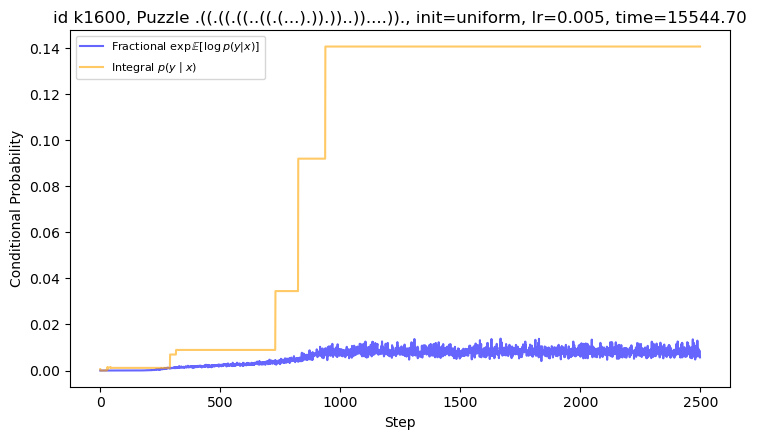 id k1600, Puzzle .((.((.((..((.(...).)).))..))....))., init=uniform, lr=0.005, time=15544.70
Fractional exp𝔼[log p(y|x)]
Integral p(y | x)
Conditional Probability
0.14
0.12
0.10
0.08
0.06
0.04
0.02
0.00
0
500
1000
1500
2000
2500
Step